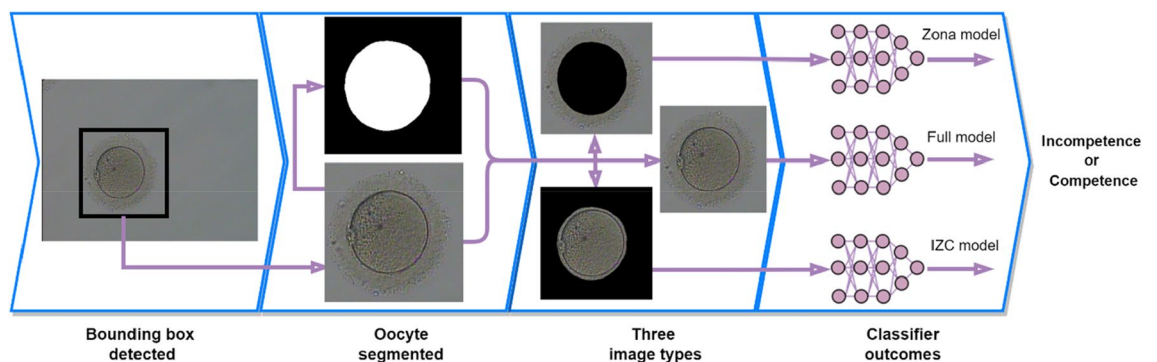 Zona model
Full model
IZC model
Incompetence
or
Competence
Bounding box
detected
Oocyte
segmented
Three
image types
Classifier
outcomes